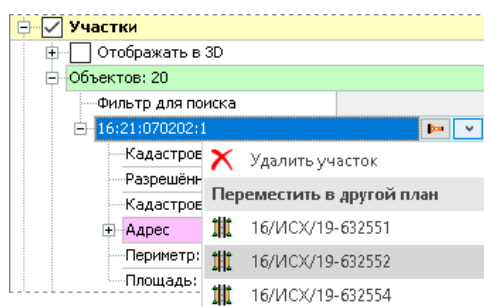 Участки
Отображать в 3D
Объектов: 20
Фильтр для поиска
16:21:070202:1
Кадастров
Удалить участок
Разрешённ
Переместить в другой план
Кадастров
Адрес
16/ИСХ/19-632551
Периметр:
16/ИСХ/19-632552
Площадь:
16/ИСХ/19-632554